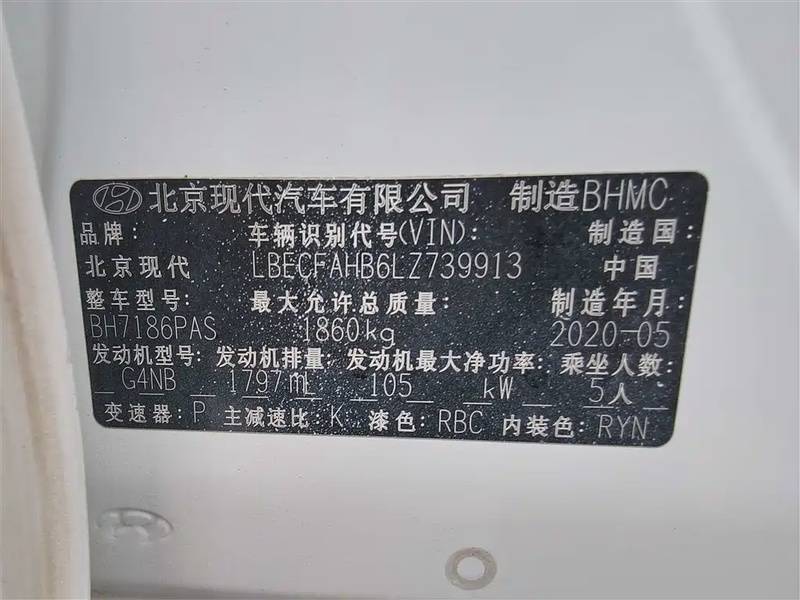 北京现代汽车有限公司 制造BHMC
品牌: 车辆识别代号(VIN): 制造国:
北京现代 LBECFAHB6LZ739913 中国
整车型号: 最大允许总质量: 制造年月:
BH7186PAS 1860kg 2020-05
发动机型号: 发动机排量: 发动机最大净功率: 乘坐人数:
G4NB 1797mL 105 kW 5人
变速器: P 主减速比: K 漆色: RBC 内装色: RYN